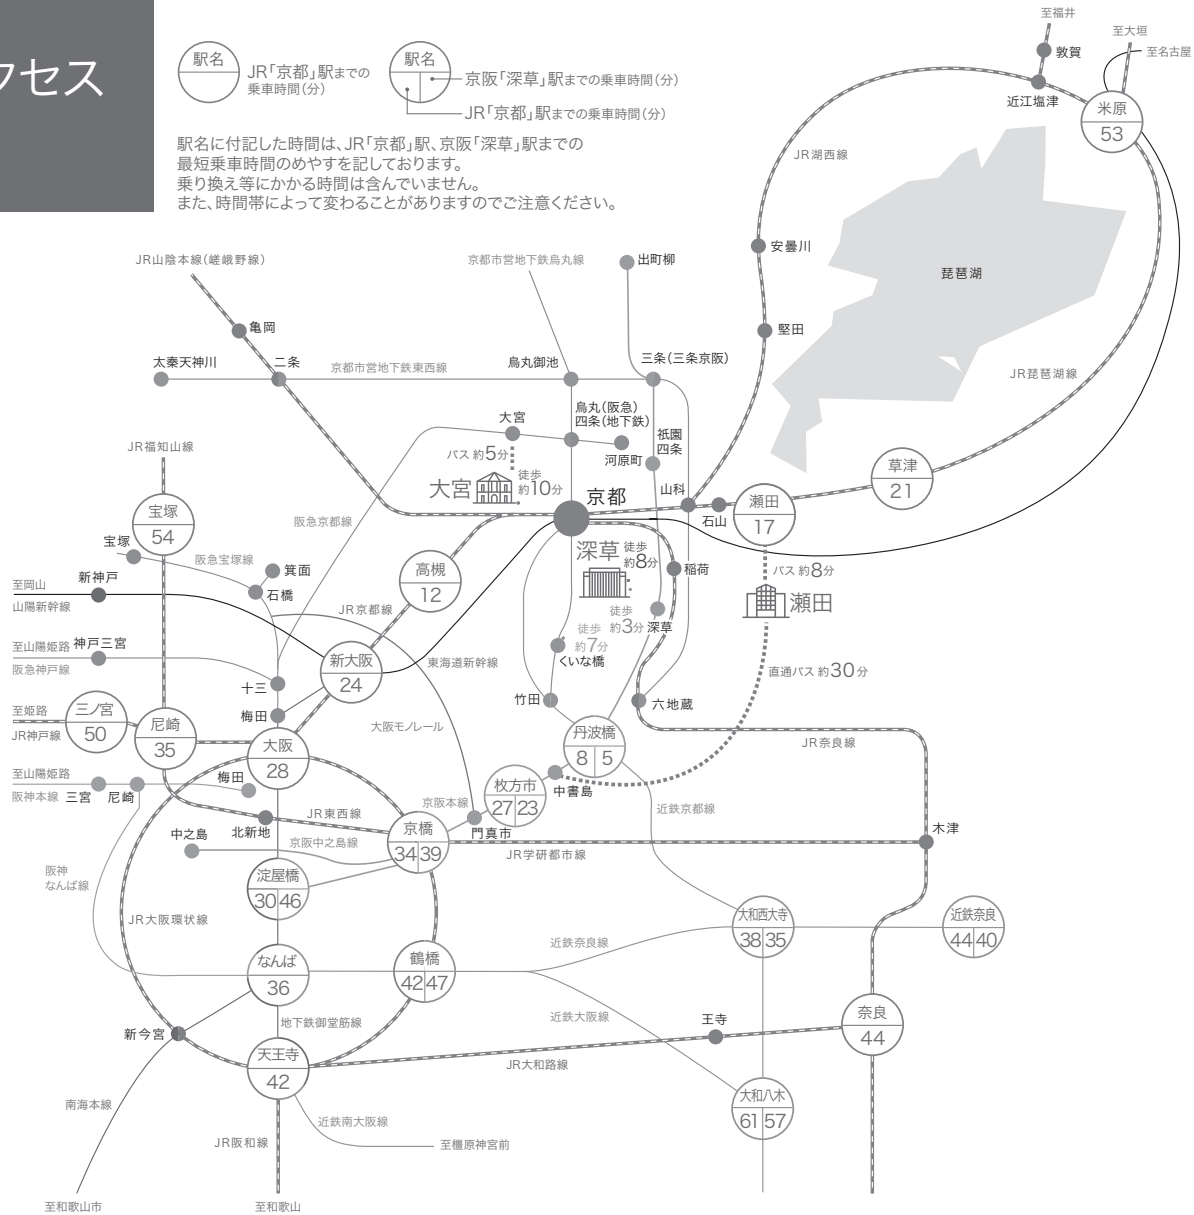 クセス
駅名
JR「京都」駅までの
乗車時間（分）
駅名
京阪「深草」駅までの乗車時間（分）
JR「京都」駅までの乗車時間（分）
駅名に付記した時間は、JR「京都」駅、京阪「深草」駅までの
最短乗車時間のめやすを記しております。
乗り換え等にかかる時間は含んでいません。
また、時間帯によって変わることがありますのでご注意ください。
至福井
至大垣
至名古屋
敦賀
近江塩津
米原
53
JR湖西線
安曇川
琵琶湖
堅田
JR琵琶湖線
JR山陰本線（嵯峨野線）
京都市営地下鉄烏丸線
出町柳
亀岡
太秦天神川
二条
京都市営地下鉄東西線
烏丸御池
三条（三条京阪）
大宮
烏丸（阪急）
四条（地下鉄）
河原町
祇園
四条
バス 約5分
大宮
徒歩
約10分
京都
山科
石山
瀬田
17
草津
21
JR福知山線
宝塚
54
宝塚
阪急宝塚線
阪急京都線
箕面
石橋
高槻
12
深草
徒歩
約8分
稲荷
バス 約8分
瀬田
至岡山
山陽新幹線
新神戸
JR京都線
徒歩
約3分
深草
徒歩
約7分
くいな橋
直通バス 約30分
至山陽姫路
阪急神戸線
神戸三宮
新大阪
24
東海道新幹線
十三
梅田
竹田
六地蔵
至姫路
JR神戸線
三ノ宮
50
尼崎
35
大阪
28
大阪モノレール
丹波橋
8
5
JR奈良線
至山陽姫路
阪神本線
三宮
尼崎
梅田
枚方市
27
23
中書島
京阪本線
門真市
近鉄京都線
JR東西線
北新地
中之島
京阪中之島線
京橋
34
39
JR学研都市線
木津
阪神
なんば線
淀屋橋
30
46
JR大阪環状線
大和西大寺
38
35
近鉄奈良
44
40
なんば
36
鶴橋
42
47
近鉄奈良線
近鉄大阪線
地下鉄御堂筋線
新今宮
天王寺
42
王寺
JR大和路線
奈良
44
南海本線
JR阪和線
近鉄南大阪線
至橿原神宮前
大和八木
61
57
至和歌山市
至和歌山